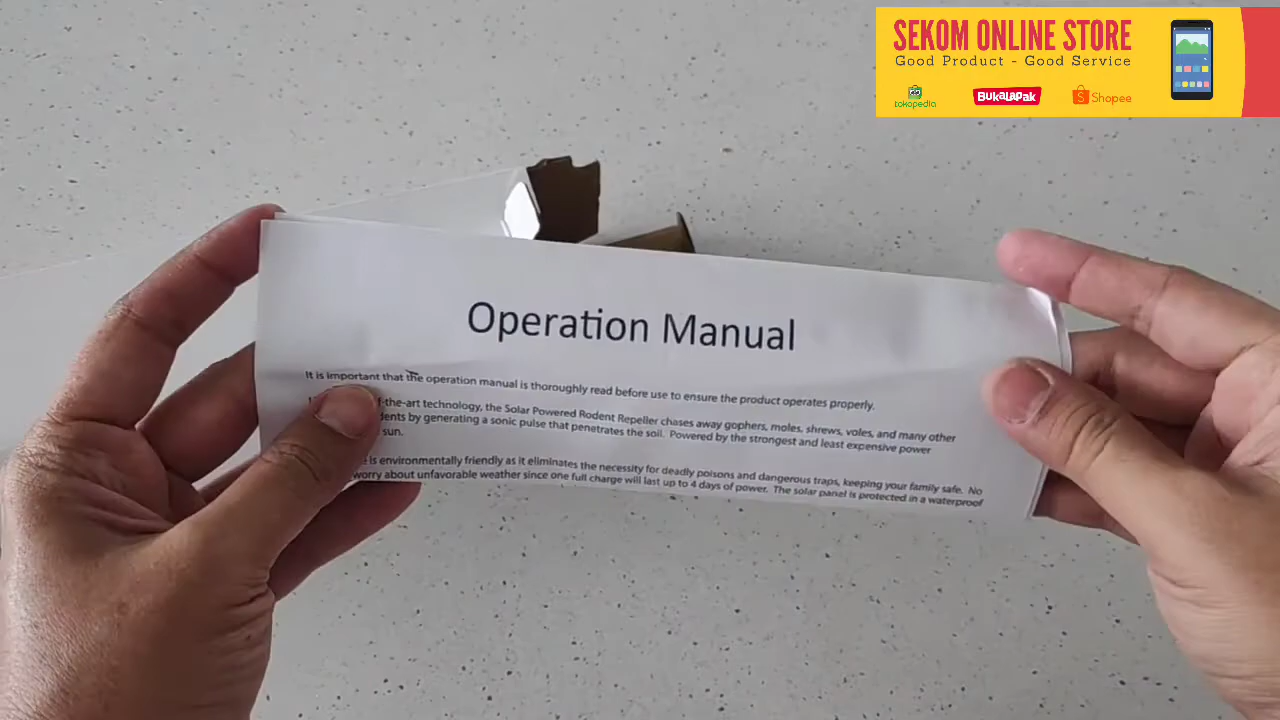 SEKOM ONLINE STORE
Good Product - Good Service
tokopedia
BukaLapak
Shopee
Operation Manual
It is important that the operation manual is thoroughly read before use to ensure the product operates properly.
f-the-art technology, the Solar Powered Rodent Repeller chases away gophers, moles, shrews, voles, and many other
dents by generating a sonic pulse that penetrates the soil. Powered by the strongest and least expensive power
sun.
is environmentally friendly as it eliminates the necessity for deadly poisons and dangerous traps, keeping your family safe. No
worry about unfavorable weather since one full charge will last up to 4 days of power. The solar panel is protected in a waterproof